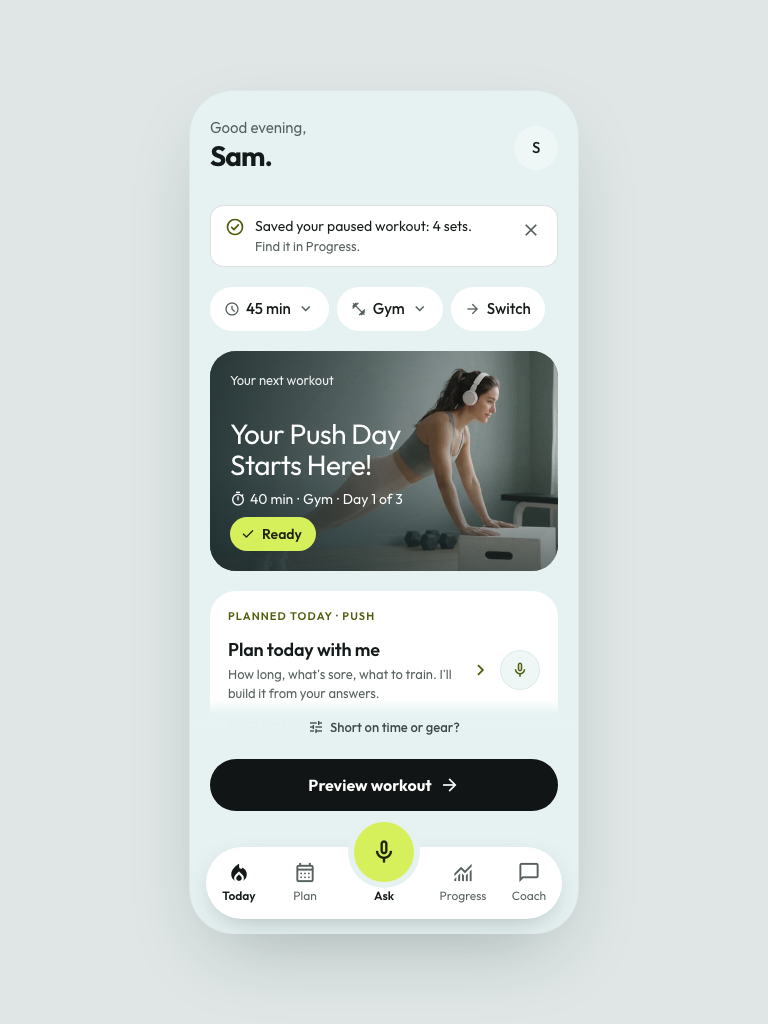 Good evening,
Sam.
S
Saved your paused workout: 4 sets.
Find it in Progress.
45 min
Gym
Switch
Your next workout
Your Push Day
Starts Here!
40 min · Gym · Day 1 of 3
Ready
PLANNED TODAY · PUSH
Plan today with me
How long, what's sore, what to train. I'll
build it from your answers.
Short on time or gear?
Preview workout
Today
Plan
Ask
Progress
Coach